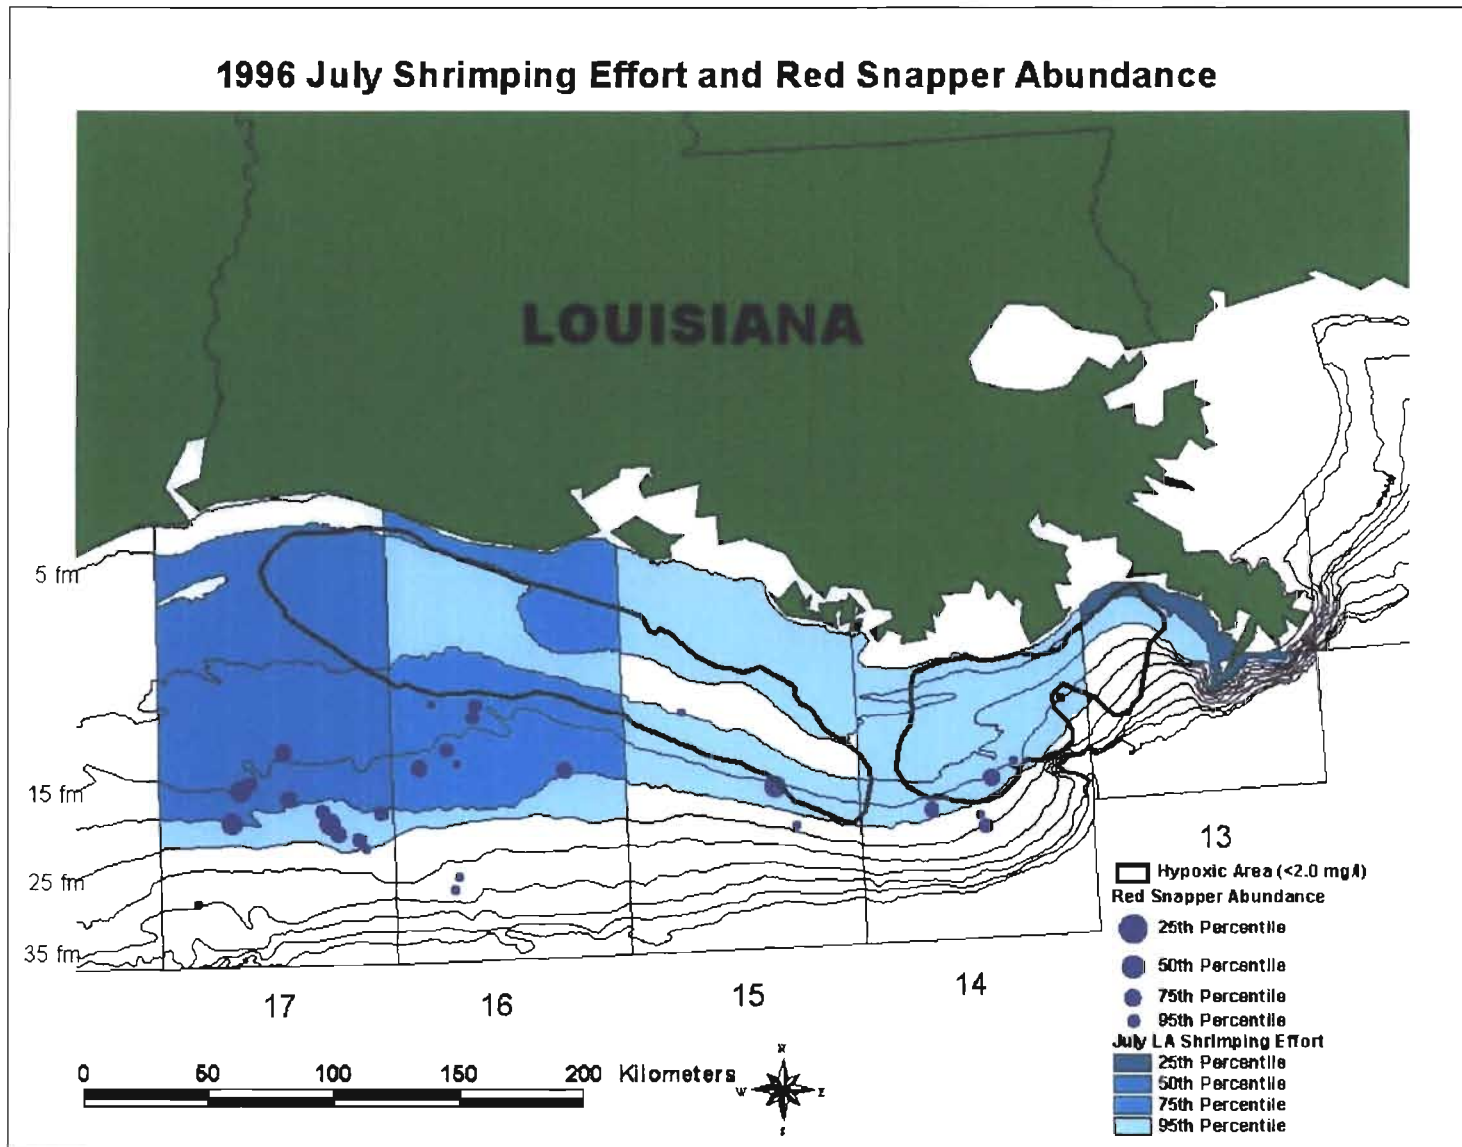 1996 July Shrimping Effort and Red Snapper Abundance
LOUISIANA
5 fm
15 fm
25 fm
35 fm
17
16
15
14
13
Hypoxic Area (<2.0 mg/l)
Red Snapper Abundance
25th Percentile
50th Percentile
75th Percentile
95th Percentile
July LA Shrimping Effort
25th Percentile
50th Percentile
75th Percentile
95th Percentile
0 50 100 150 200 Kilometers
N
W E
S